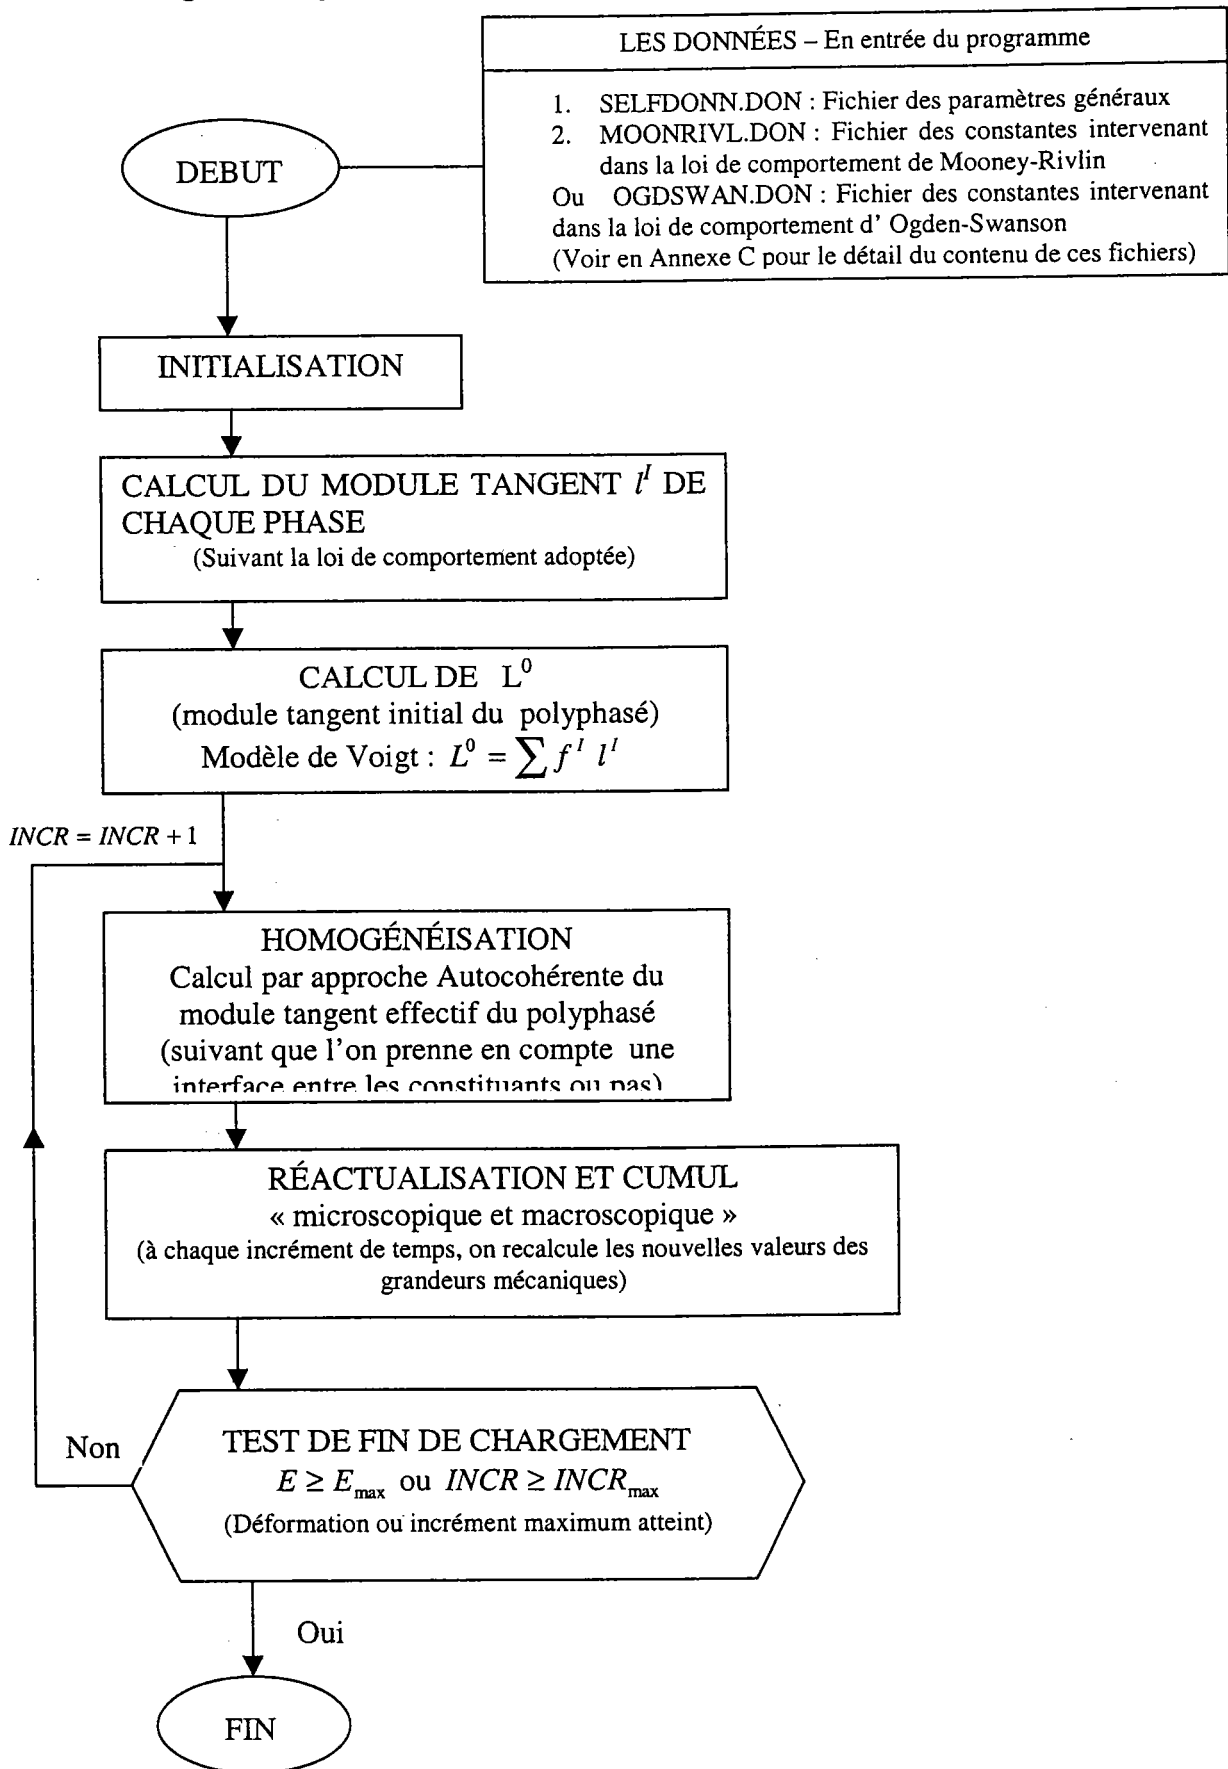 LES DONNÉES – En entrée du programme
1. SELFDONN.DON : Fichier des paramètres généraux
2. MOONRIVL.DON : Fichier des constantes intervenant
dans la loi de comportement de Mooney-Rivlin
Ou OGDSWAN.DON : Fichier des constantes intervenant
dans la loi de comportement d' Ogden-Swanson
(Voir en Annexe C pour le détail du contenu de ces fichiers)
DEBUT
INITIALISATION
CALCUL DU MODULE TANGENT l^I DE
CHAQUE PHASE
(Suivant la loi de comportement adoptée)
CALCUL DE L^0
(module tangent initial du polyphasé)
Modèle de Voigt : L^0 = ∑ f^I l^I
INCR = INCR + 1
HOMOGÉNÉISATION
Calcul par approche Autocohérente du
module tangent effectif du polyphasé
(suivant que l'on prenne en compte une
interface entre les constituants ou pas)
RÉACTUALISATION ET CUMUL
« microscopique et macroscopique »
(à chaque incrément de temps, on recalcule les nouvelles valeurs des
grandeurs mécaniques)
Non
TEST DE FIN DE CHARGEMENT
E ≥ E_max ou INCR ≥ INCR_max
(Déformation ou incrément maximum atteint)
Oui
FIN